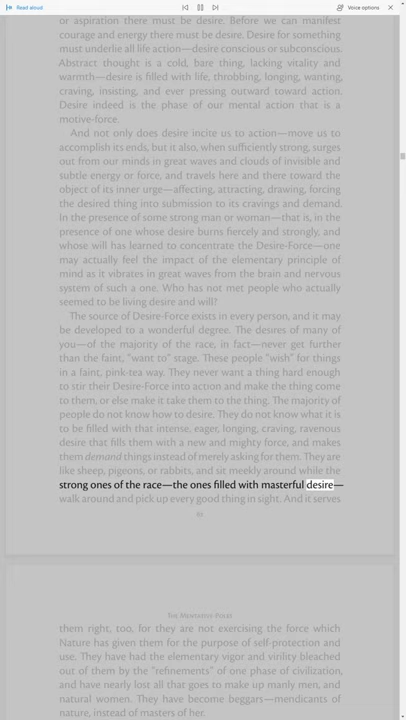 Read aloud
Voice options
or aspiration there must be desire. Before we can manifest
courage and energy there must be desire. Desire for something
must underlie all life action—desire conscious or subconscious.
Abstract thought is a cold, bare thing, lacking vitality and
warmth—desire is filled with life, throbbing, longing, wanting,
craving, insisting, and ever pressing outward toward action.
Desire indeed is the phase of our mental action that is a
motive-force.
And not only does desire incite us to action—move us to
accomplish its ends, but it also, when sufficiently strong, surges
out from our minds in great waves and clouds of invisible and
subtle energy or force, and travels here and there toward the
object of its inner urge—affecting, attracting, drawing, forcing
the desired thing into submission to its cravings and demand.
In the presence of some strong man or woman—that is, in the
presence of one whose desire burns fiercely and strongly, and
whose will has learned to concentrate the Desire-Force—one
may actually feel the impact of the elementary principle of
mind as it vibrates in great waves from the brain and nervous
system of such a one. Who has not met people who actually
seemed to be living desire and will?
The source of Desire-Force exists in every person, and it may
be developed to a wonderful degree. The desires of many of
you—of the majority of the race, in fact—never get further
than the faint, "want to" stage. These people "wish" for things
in a faint, pink-tea way. They never want a thing hard enough
to stir their Desire-Force into action and make the thing come
to them, or else make it take them to the thing. The majority of
people do not know how to desire. They do not know what it is
to be filled with that intense, eager, longing, craving, ravenous
desire that fills them with a new and mighty force, and makes
them demand things instead of merely asking for them. They are
like sheep, pigeons, or rabbits, and sit meekly around while the
strong ones of the race—the ones filled with masterful desire—
walk around and pick up every good thing in sight. And it serves
The Mentative Poles
them right, too, for they are not exercising the force which
Nature has given them for the purpose of self-protection and
use. They have had the elementary vigor and virility bleached
out of them by the "refinements" of one phase of civilization,
and have nearly lost all that goes to make up manly men, and
natural women. They have become beggars—mendicants of
nature, instead of masters of her.